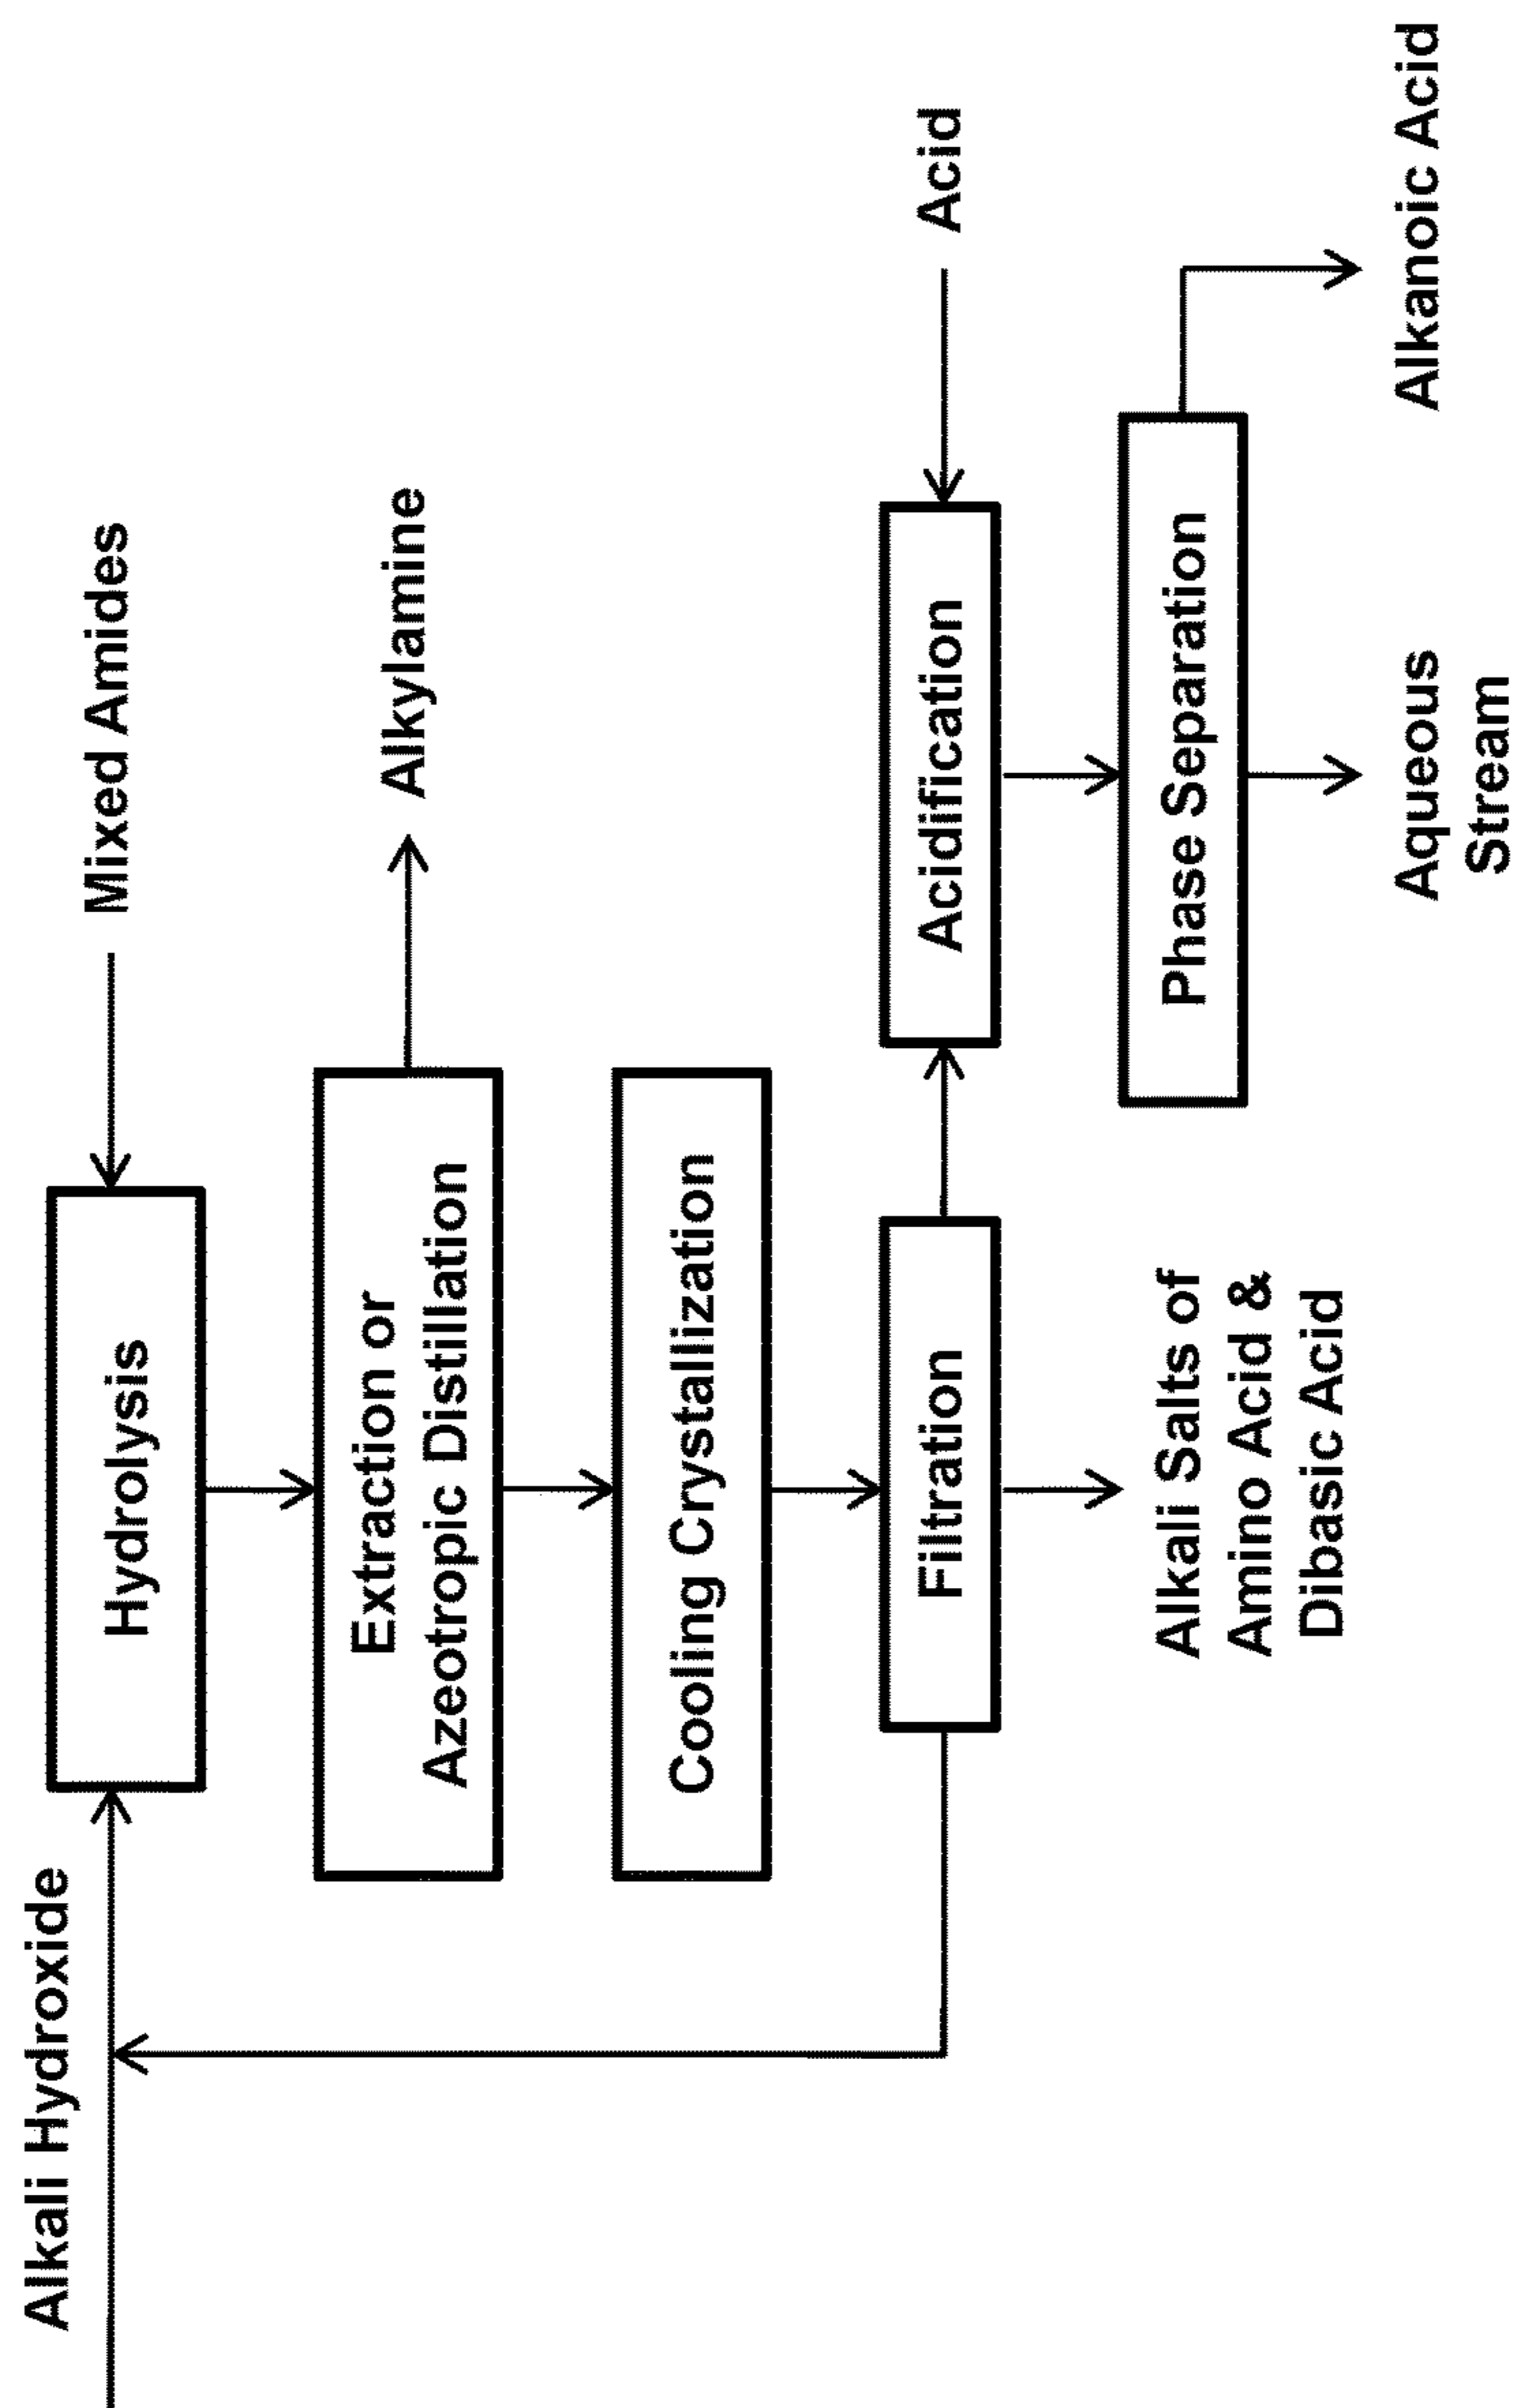 Alkali Hydroxide
Mixed Amides
Hydrolysis
Extraction or
Azeotropic Distillation
Alkylamine
Cooling Crystallization
Filtration
Acidification
Acid
Alkali Salts of
Amino Acid &
Dibasic Acid
Phase Separation
Aqueous
Stream
Alkanoic Acid